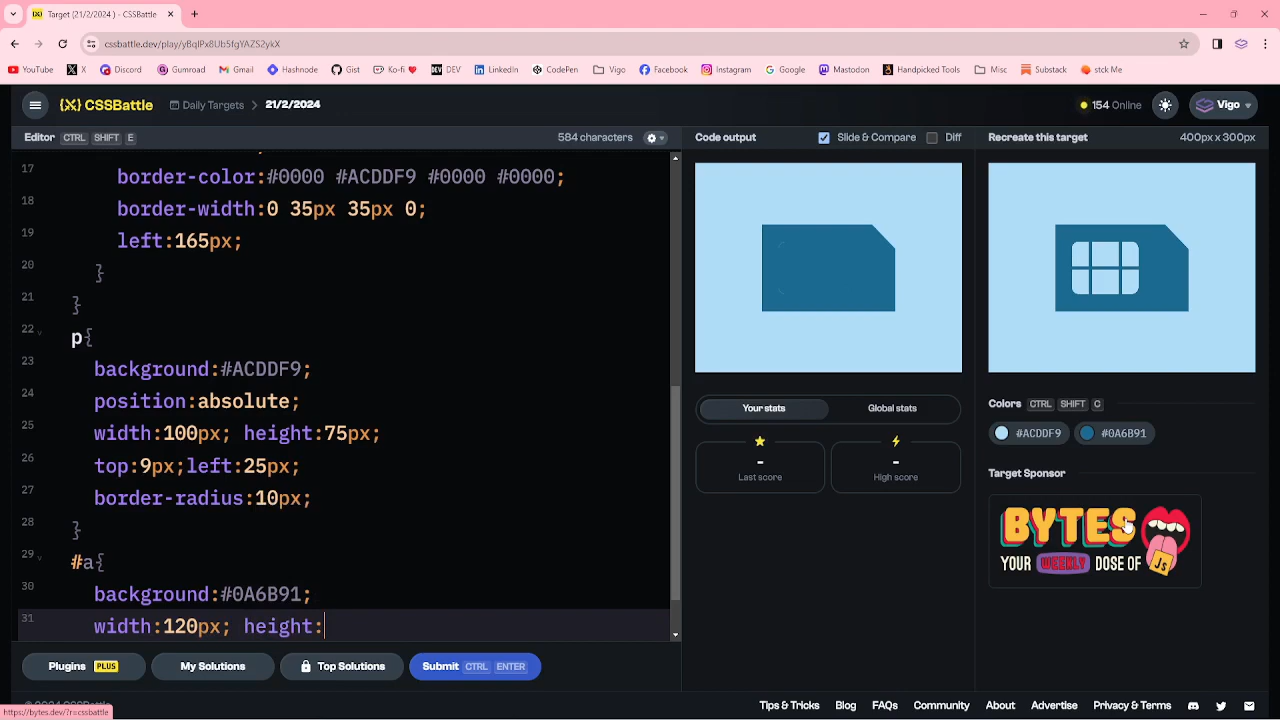 Target (21/2/2024 ) - CSSBattle
cssbattle.dev/play/yBqlPx8Ub5fgYAZS2ykX
YouTube X Discord Gumroad Gmail Hashnode Gist Ko-fi DEV DEV LinkedIn CodePen Vigo Facebook Instagram Google Mastodon Handpicked Tools Misc Substack stck Me
{X} CSSBattle Daily Targets > 21/2/2024 154 Online Vigo
Editor CTRL SHIFT E 584 characters Code output Slide & Compare Diff Recreate this target 400px x 300px
17
18 border-color:#0000 #ACDDF9 #0000 #0000;
19 border-width:0 35px 35px 0;
left:165px;
20 }
21 }
22 p{
23 background:#ACDDF9;
24 position:absolute;
25 width:100px; height:75px;
26 top:9px;left:25px;
27 border-radius:10px;
28 }
29 #a{
30 background:#0A6B91;
31 width:120px; height:
Your stats Global stats
- -
Last score High score
Colors CTRL SHIFT C
#ACDDF9 #0A6B91
Target Sponsor
BYTES
YOUR WEEKLY DOSE OF JS
Plugins PLUS My Solutions Top Solutions Submit CTRL ENTER
Tip & Tricks Blog FAQs Community About Advertise Privacy & Terms
https://bytes.dev/?r=cssbattle